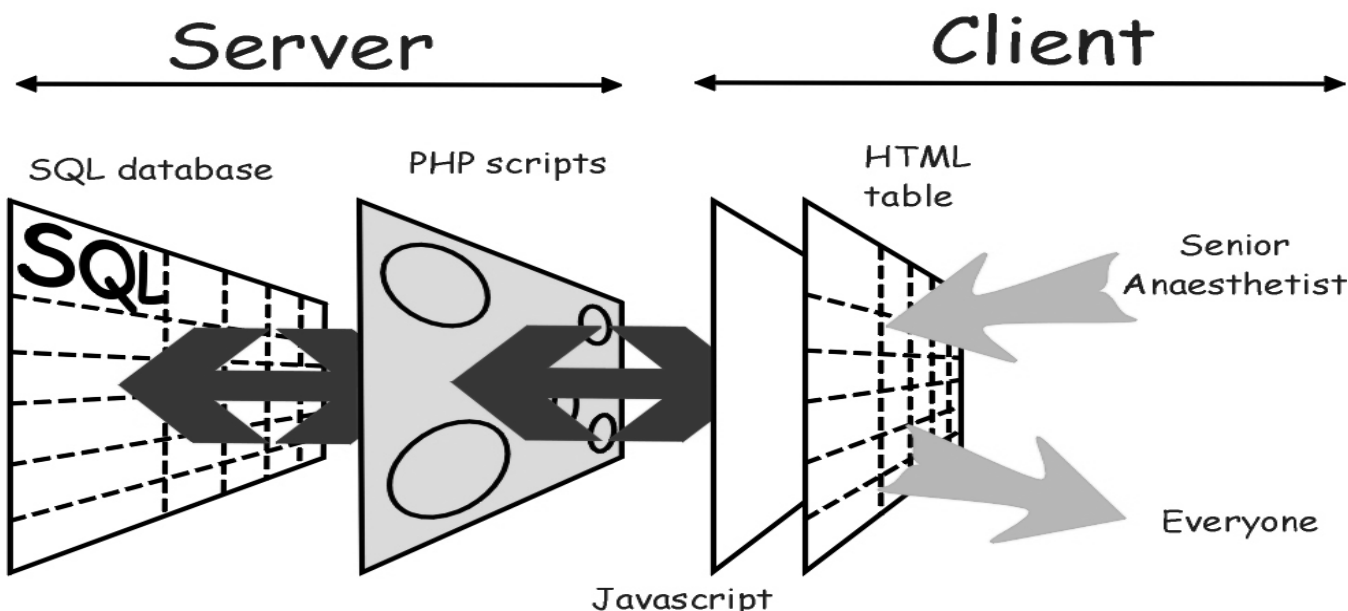 Server
Client
SQL database
PHP scripts
HTML
table
SQL
Senior
Anaesthetist
Everyone
Javascript